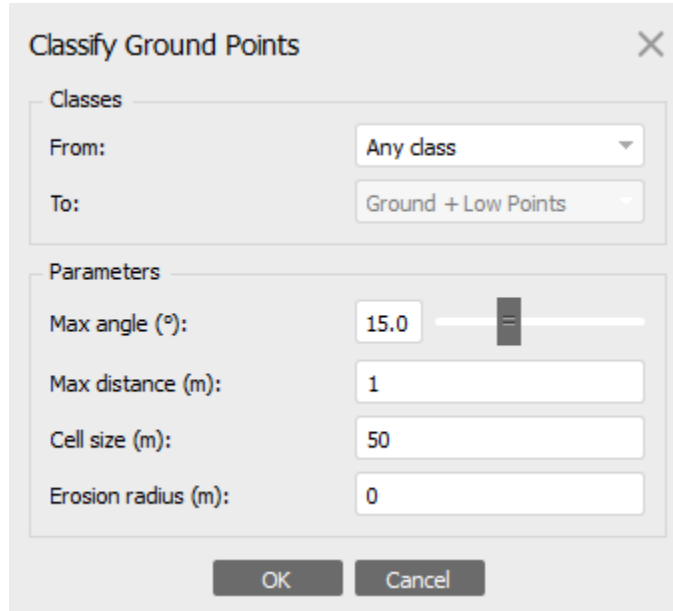 Classify Ground Points
Classes
From: Any class
To: Ground + Low Points
Parameters
Max angle (°): 15.0
Max distance (m): 1
Cell size (m): 50
Erosion radius (m): 0
OK Cancel